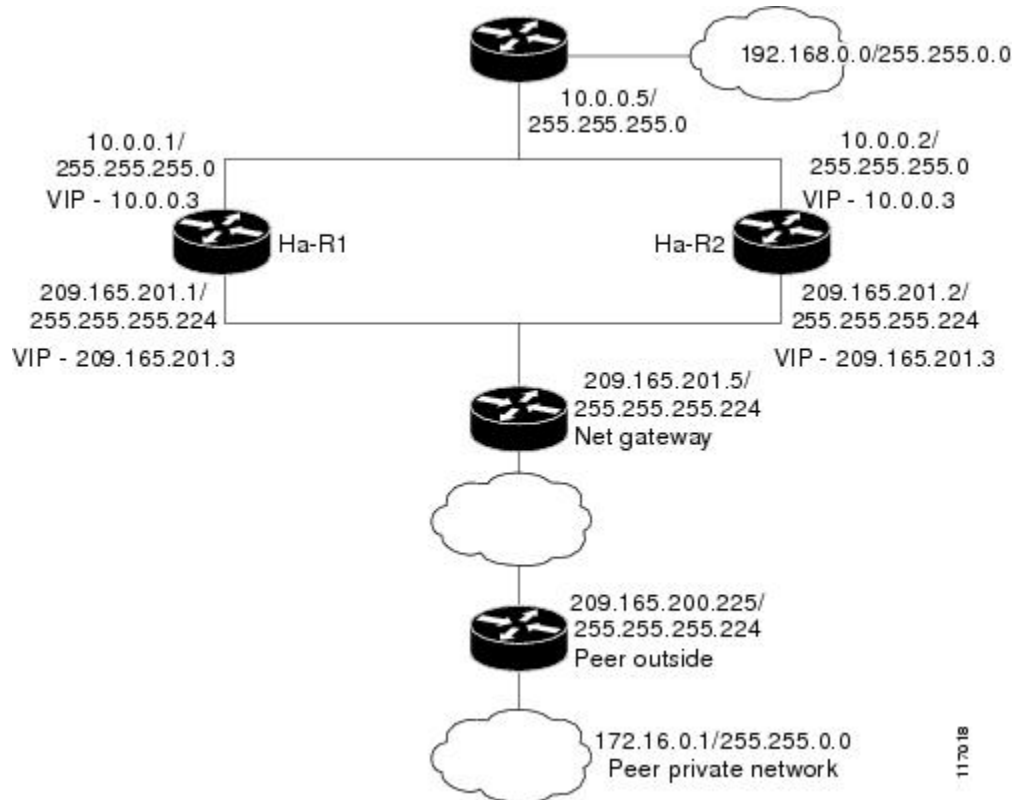 192.168.0.0/255.255.0.0
10.0.0.5/
255.255.255.0
10.0.0.1/
255.255.255.0
VIP - 10.0.0.3
10.0.0.2/
255.255.255.0
VIP - 10.0.0.3
Ha-R1
Ha-R2
209.165.201.1/
255.255.255.224
VIP - 209.165.201.3
209.165.201.2/
255.255.255.224
VIP - 209.165.201.3
209.165.201.5/
255.255.255.224
Net gateway
209.165.200.225/
255.255.255.224
Peer outside
172.16.0.1/255.255.0.0
Peer private network
117018